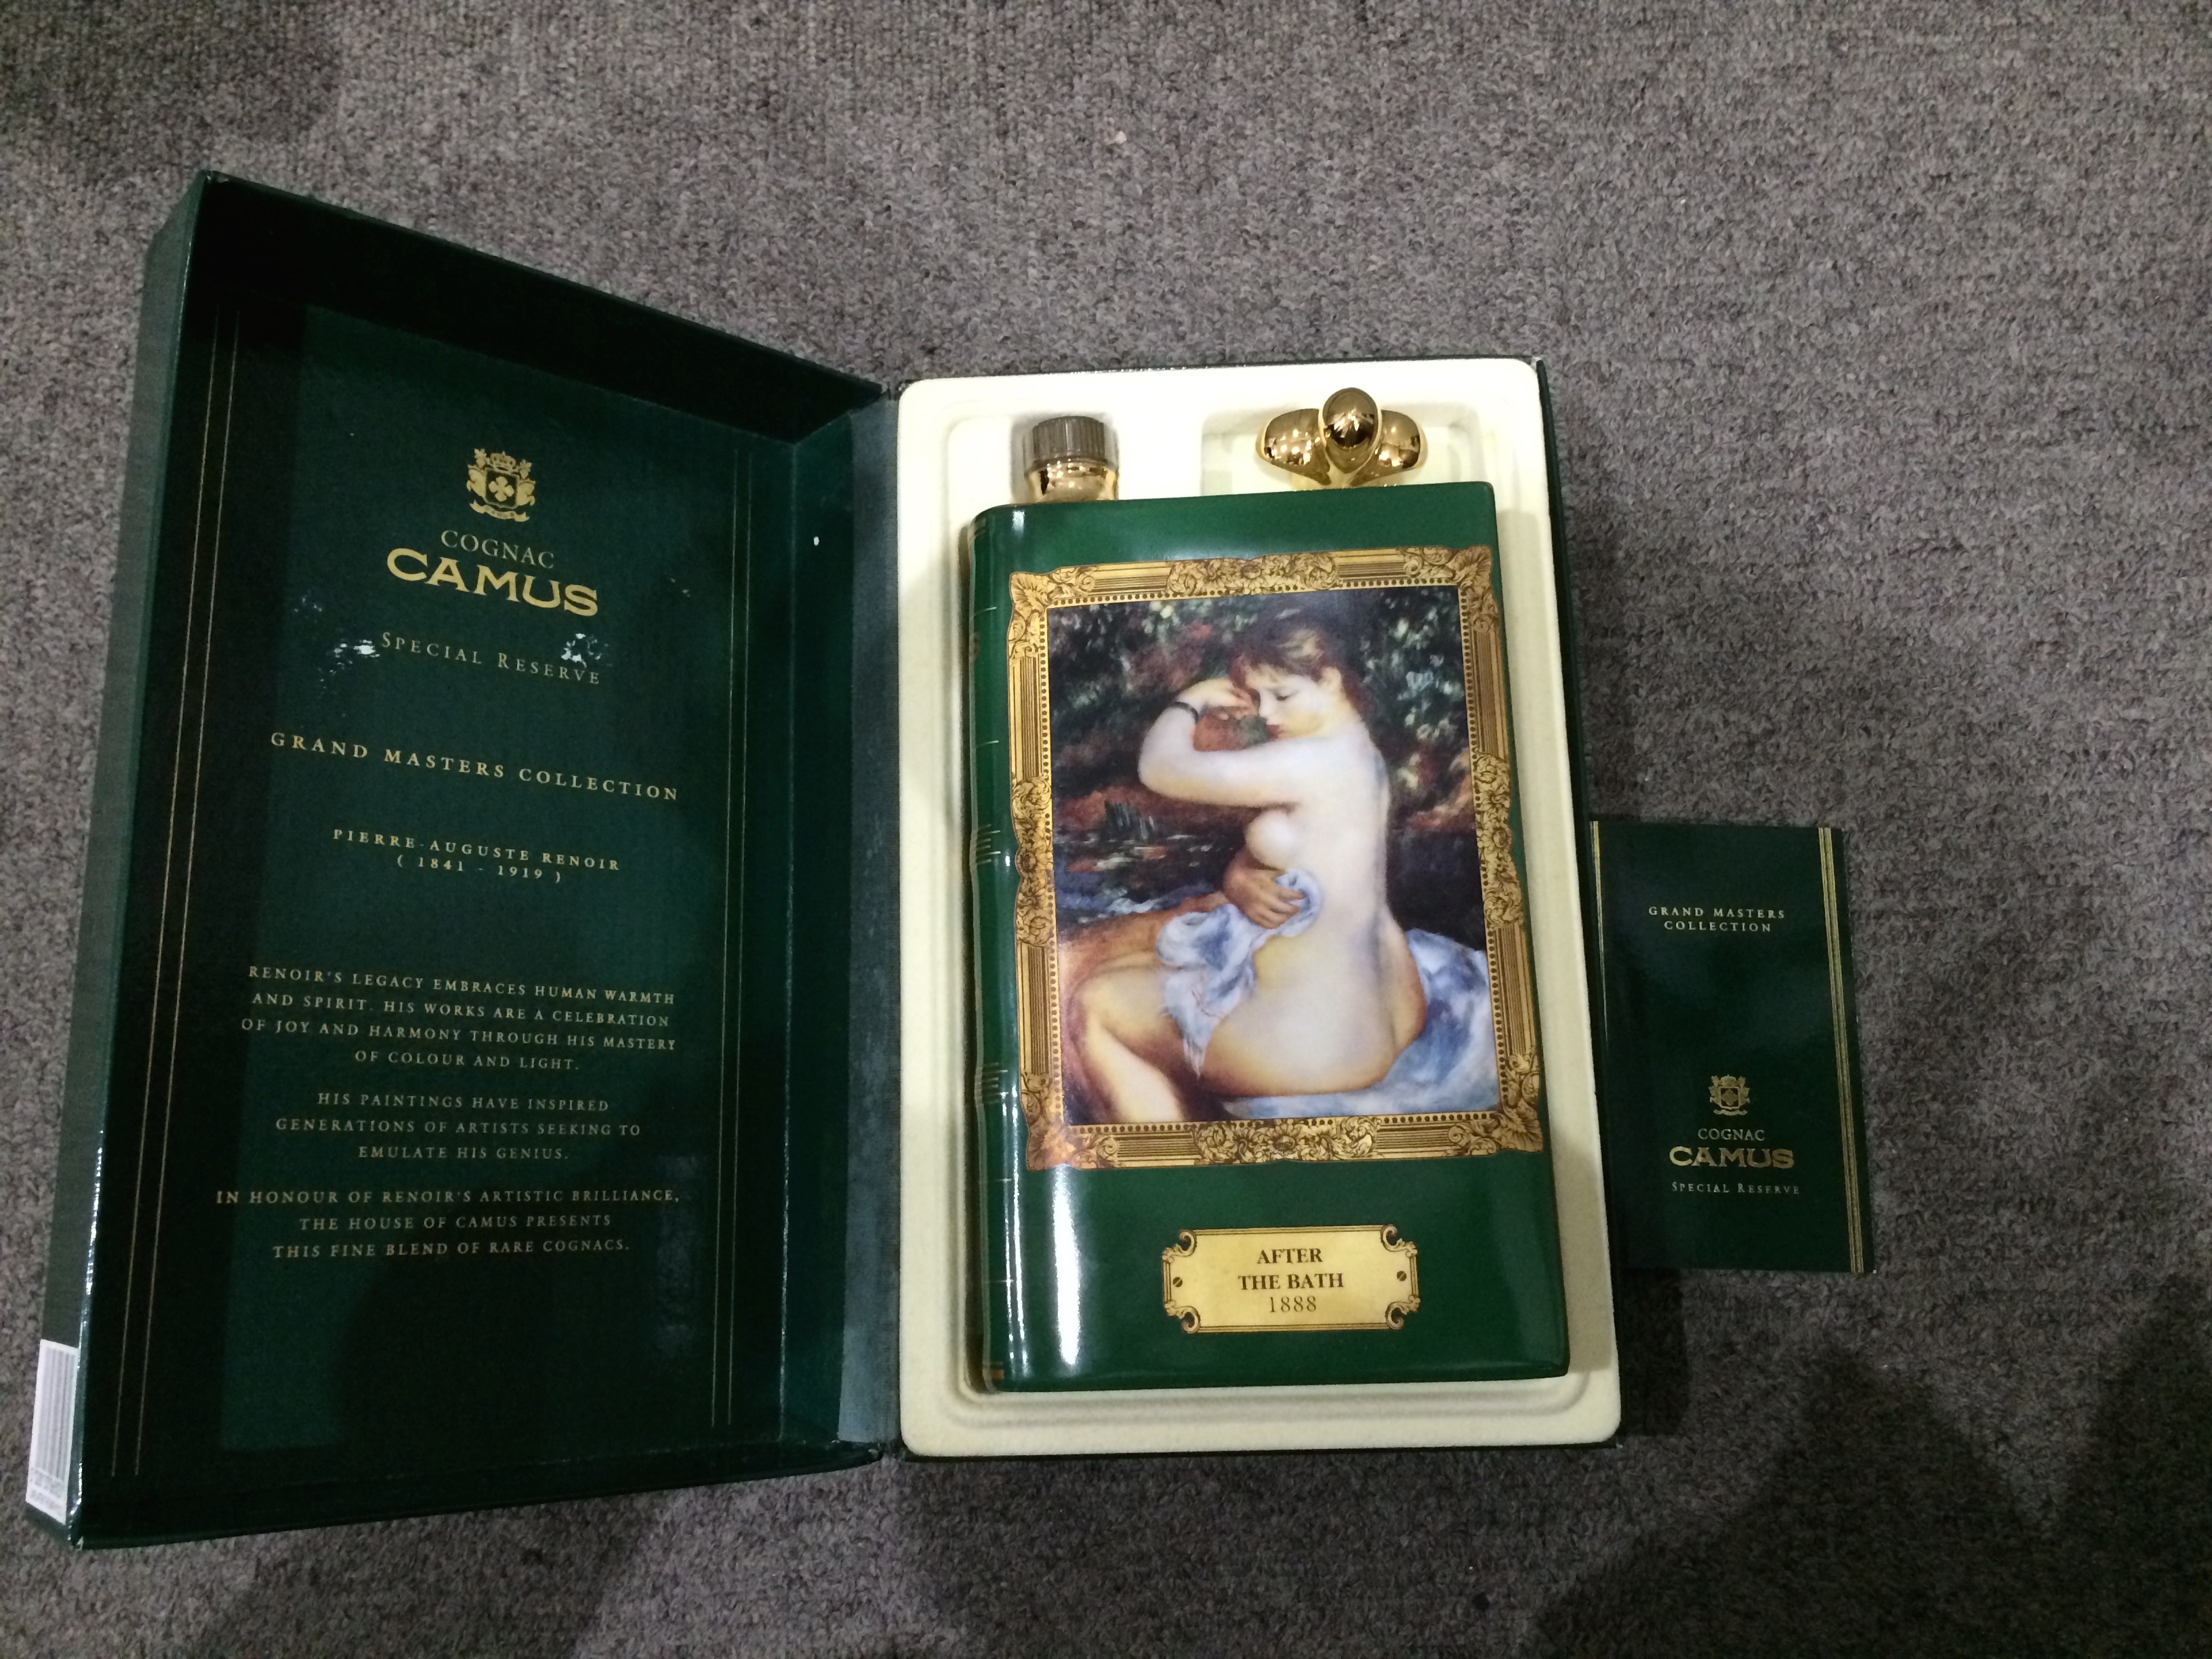 COGNAC
CAMUS
SPECIAL RESERVE
GRAND MASTERS COLLECTION
PIERRE-AUGUSTE RENOIR
( 1841 - 1919 )
RENOIR'S LEGACY EMBRACES HUMAN WARMTH
AND SPIRIT. HIS WORKS ARE A CELEBRATION
OF JOY AND HARMONY THROUGH HIS MASTERY
OF COLOUR AND LIGHT.
HIS PAINTINGS HAVE INSPIRED
GENERATIONS OF ARTISTS SEEKING TO
EMULATE HIS GENIUS.
IN HONOUR OF RENOIR'S ARTISTIC BRILLIANCE,
THE HOUSE OF CAMUS PRESENTS
THIS FINE BLEND OF RARE COGNACS.
AFTER
THE BATH
1888
GRAND MASTERS
COLLECTION
COGNAC
CAMUS
SPECIAL RESERVE